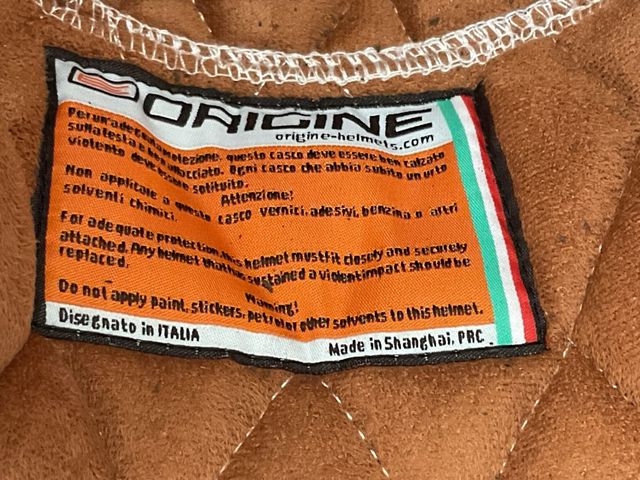 ORIGINE
origine-helmets.com
Per un'adeguata protezione, questo casco deve essere ben calzato
sulla testa e ben allacciato. Ogni casco che abbia subito un urto
violento deve essere sotituito.
Attenzione!
Non applicare a questo casco vernici, adesivi, benzina o altri
solventi chimici.
For adequate protection, this helmet must fit closely and securely
attached. Any helmet that has sustained a violent impact should be
replaced.
Warning!
Do not apply paint, stickers, petrol or other solvents to this helmet.
Disegnato in ITALIA
Made in Shanghai, PRC.